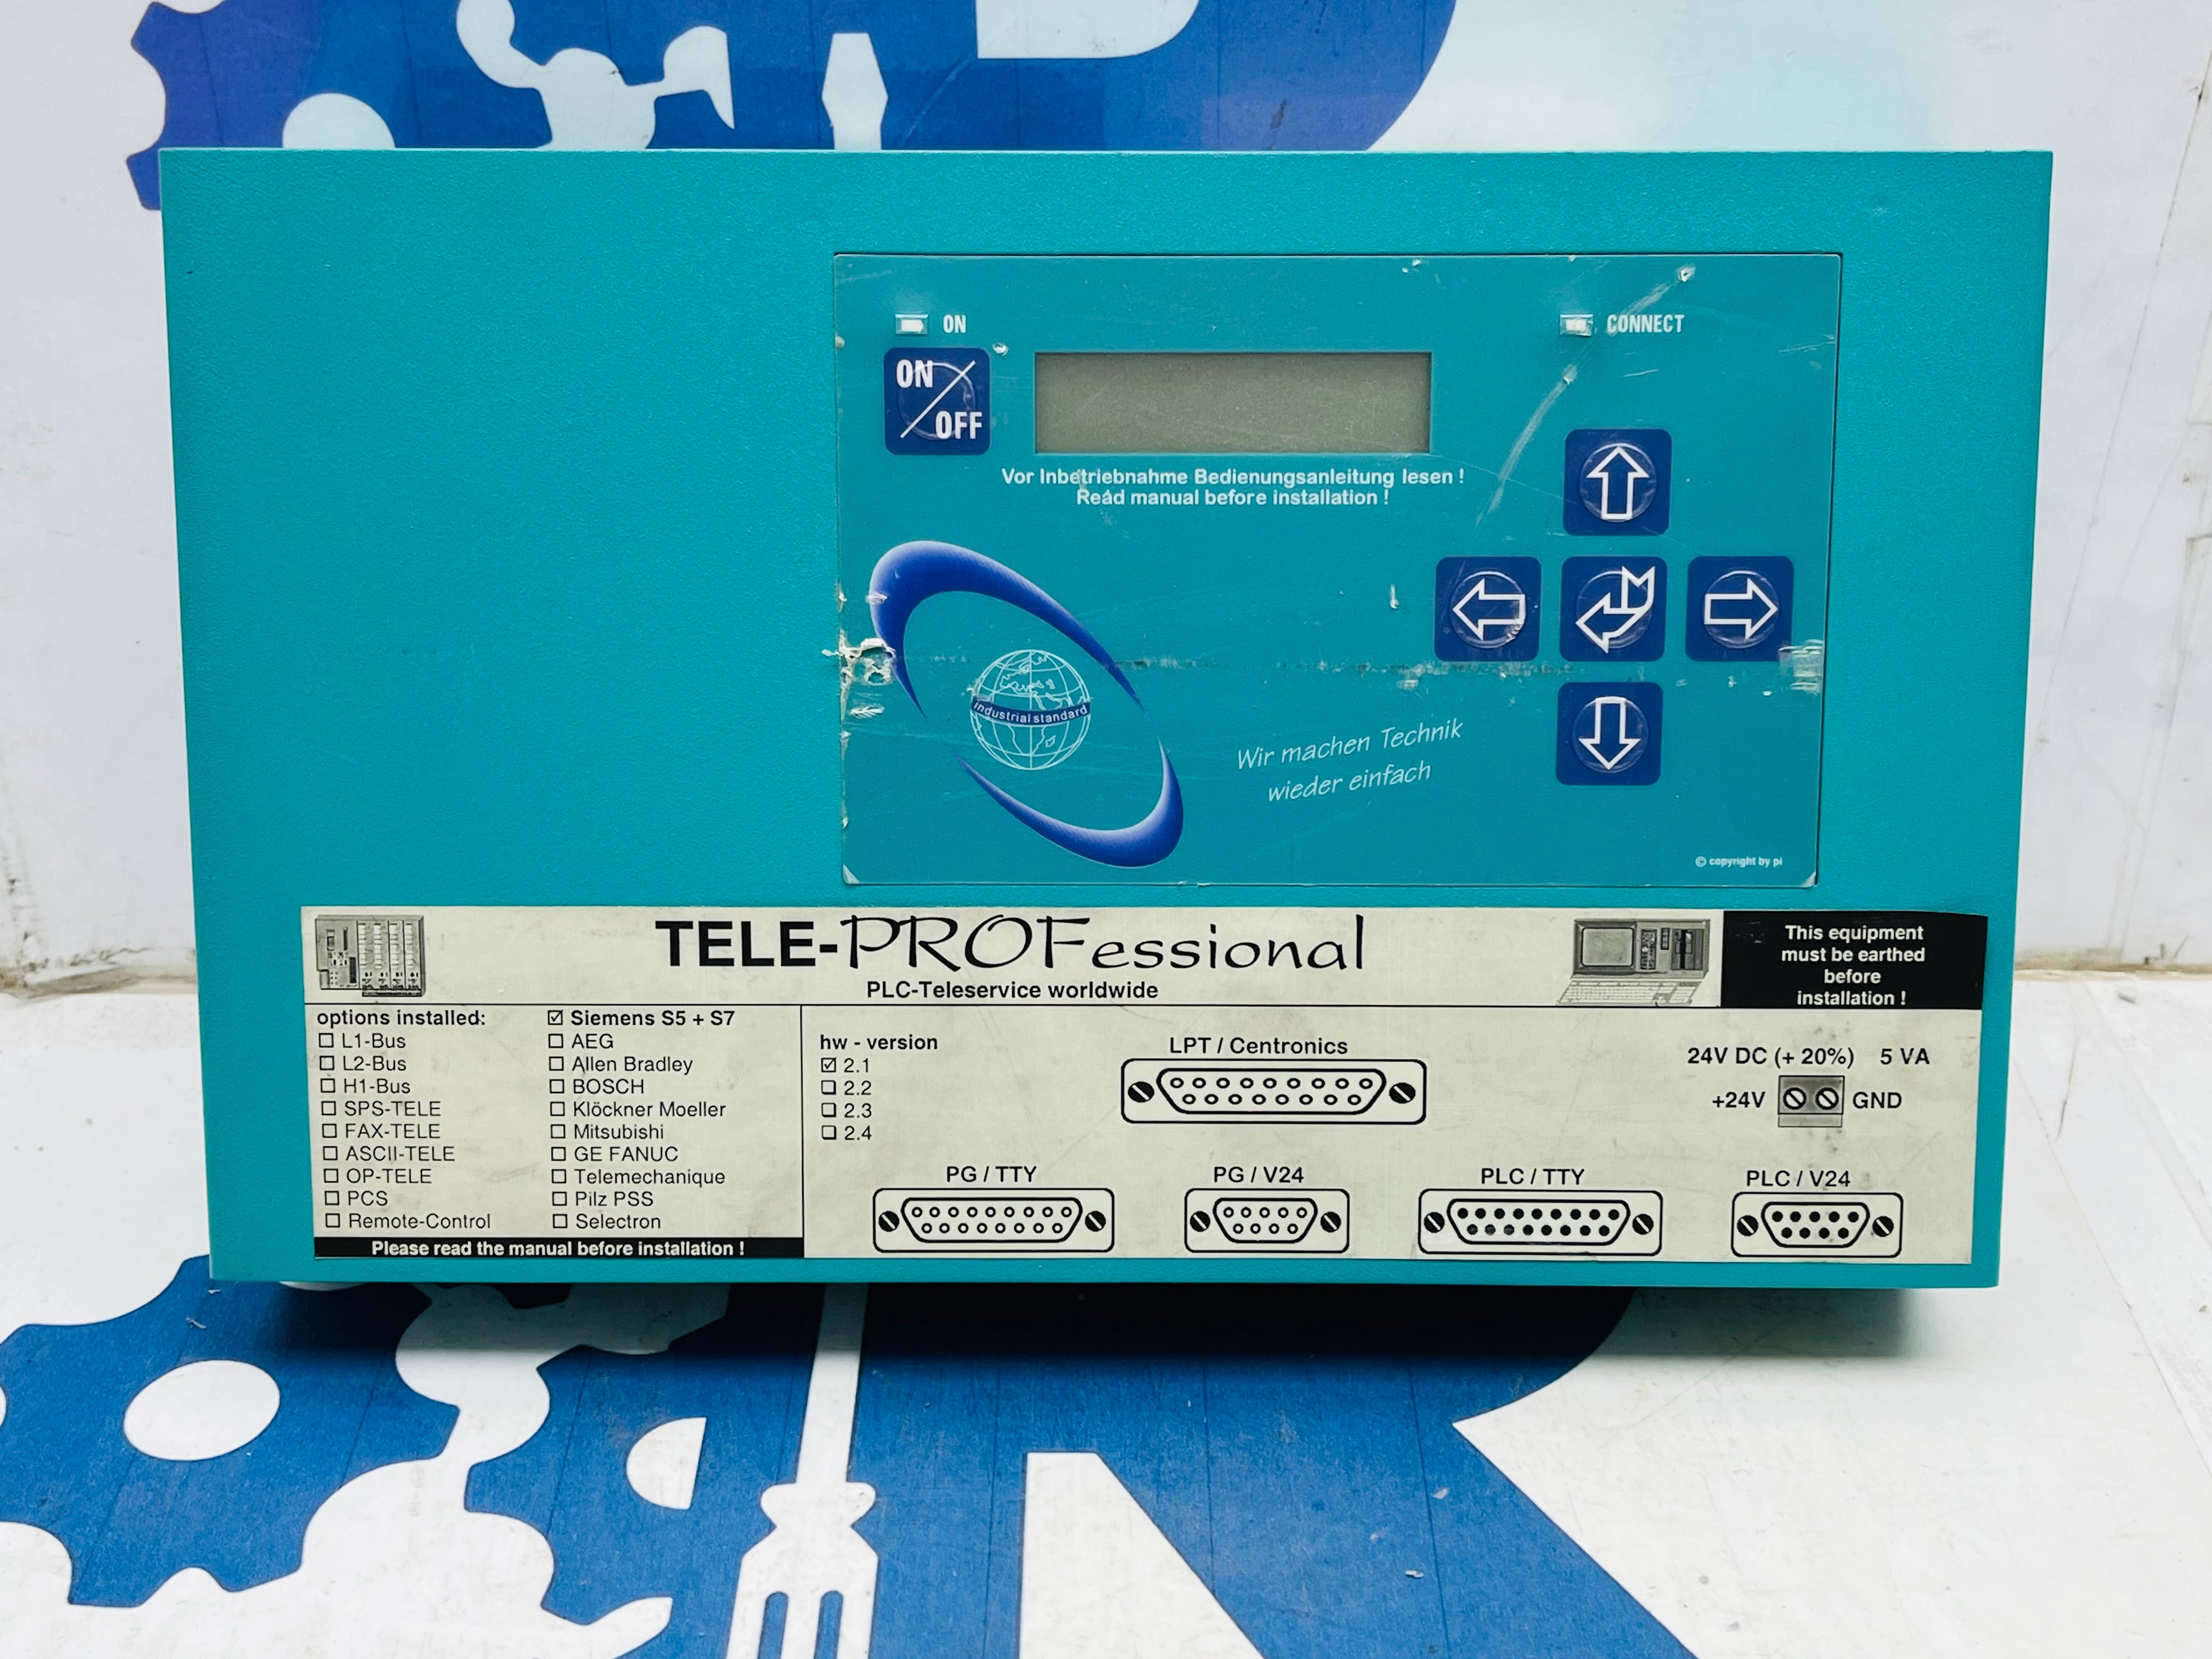 ON
CONNECT
ON
OFF
Vor Inbetriebnahme Bedienungsanleitung lesen !
Read manual before installation !
industrial standard
Wir machen Technik
wieder einfach
© copyright by pi
TELE-PROFessional
PLC-Teleservice worldwide
This equipment
must be earthed
before
installation !
options installed:
☐ L1-Bus
☐ L2-Bus
☐ H1-Bus
☐ SPS-TELE
☐ FAX-TELE
☐ ASCII-TELE
☐ OP-TELE
☐ PCS
☐ Remote-Control
☑ Siemens S5 + S7
☐ AEG
☐ Allen Bradley
☐ BOSCH
☐ Klöckner Moeller
☐ Mitsubishi
☐ GE FANUC
☐ Telemechanique
☐ Pilz PSS
☐ Selectron
Please read the manual before installation !
hw - version
☑ 2.1
☐ 2.2
☐ 2.3
☐ 2.4
LPT / Centronics
24V DC (+ 20%) 5 VA
+24V GND
PG / TTY
PG / V24
PLC / TTY
PLC / V24